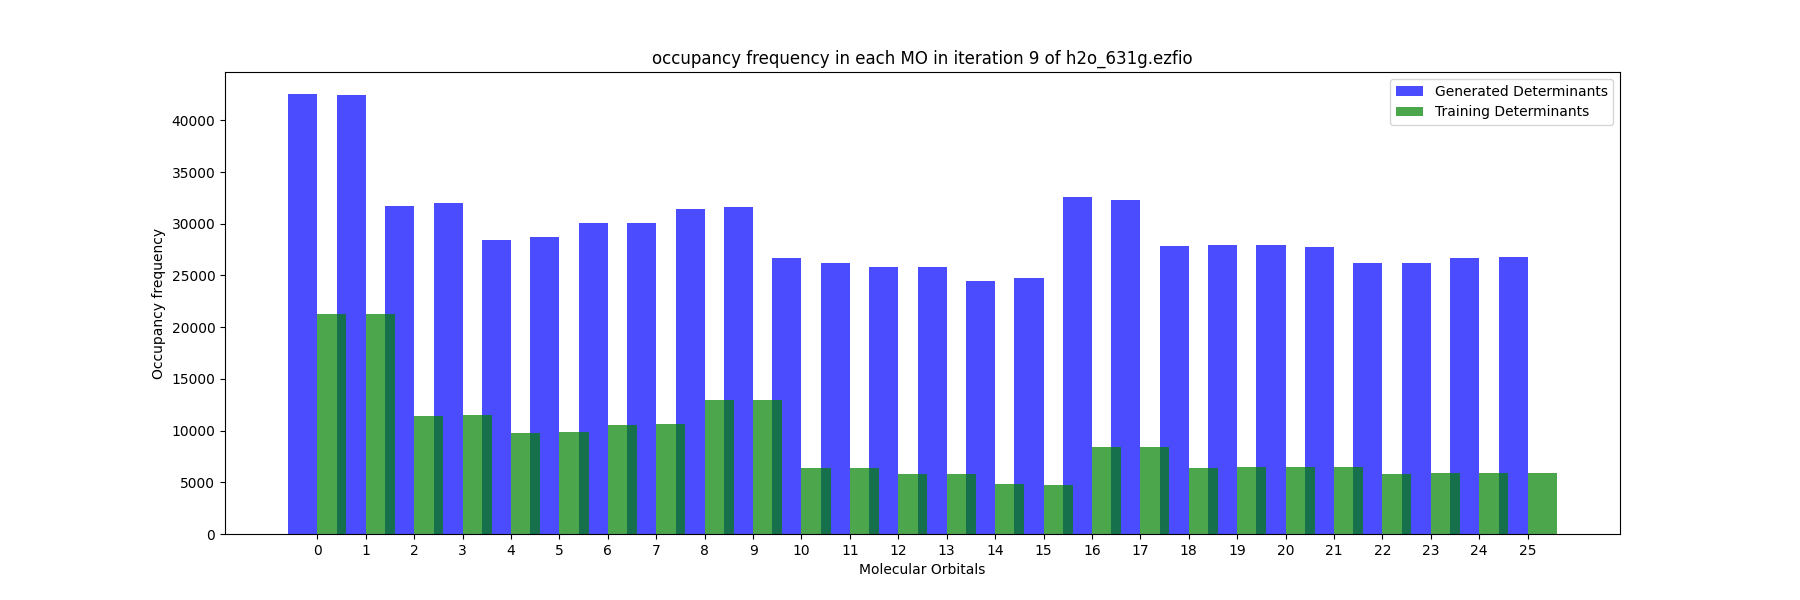 occupancy frequency in each MO in iteration 9 of h2o_631g.ezfio
Generated Determinants
Training Determinants
40000
35000
30000
25000
20000
15000
10000
5000
0
Occupancy frequency
0 1 2 3 4 5 6 7 8 9 10 11 12 13 14 15 16 17 18 19 20 21 22 23 24 25
Molecular Orbitals